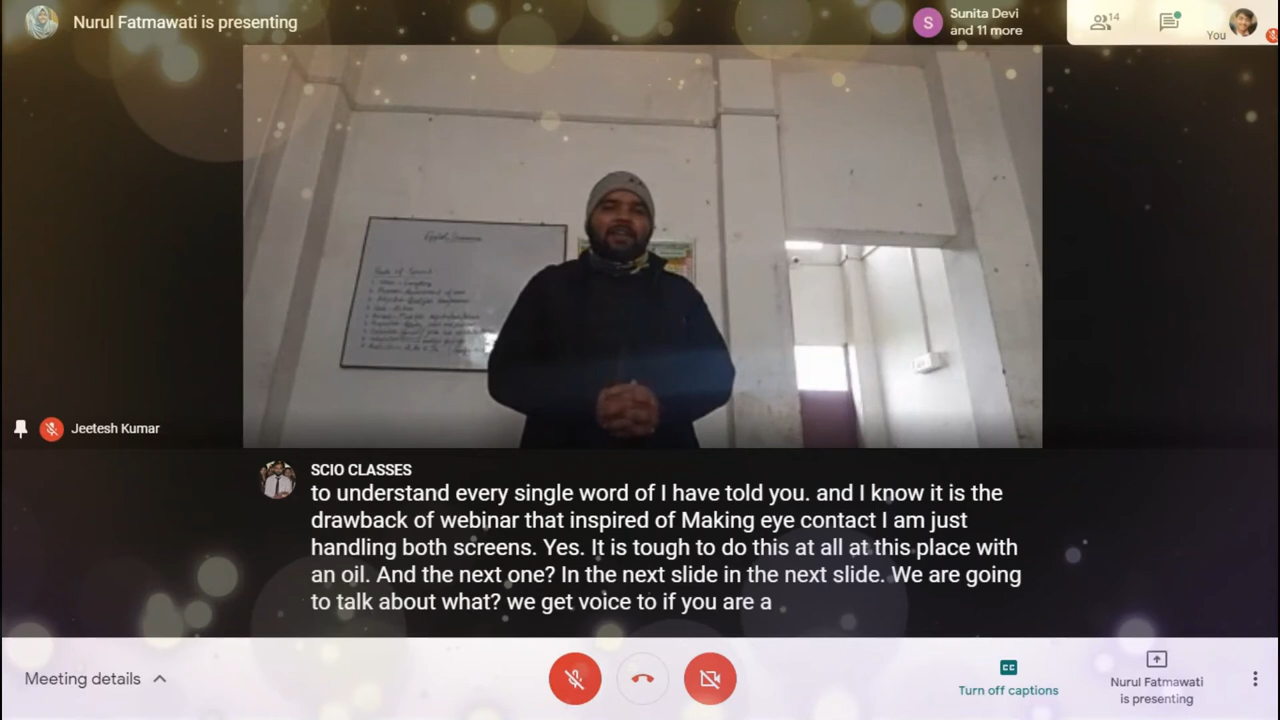 Nurul Fatmawati is presenting
S
Sunita Devi
and 11 more
14
You
Jeetesh Kumar
SCIO CLASSES
to understand every single word of I have told you. and I know it is the
drawback of webinar that inspired of Making eye contact I am just
handling both screens. Yes. It is tough to do this at all at this place with
an oil. And the next one? In the next slide in the next slide. We are going
to talk about what? we get voice to if you are a
Meeting details
CC
Turn off captions
Nurul Fatmawati
is presenting